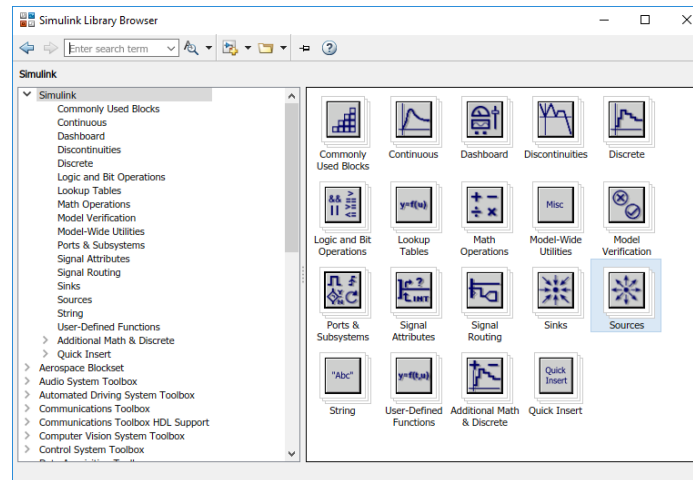 Simulink Library Browser
Enter search term
Simulink
Simulink
Commonly Used Blocks
Continuous
Dashboard
Discontinuities
Discrete
Logic and Bit Operations
Lookup Tables
Math Operations
Model Verification
Model-Wide Utilities
Ports & Subsystems
Signal Attributes
Signal Routing
Sinks
Sources
String
User-Defined Functions
Additional Math & Discrete
Quick Insert
Aerospace Blockset
Audio System Toolbox
Automated Driving System Toolbox
Communications Toolbox
Communications Toolbox HDL Support
Computer Vision System Toolbox
Control System Toolbox
Commonly
Used Blocks
Continuous
Dashboard
Discontinuities
Discrete
&& ||
> == <=
y=f(u)
+ - ÷ ×
Misc
Logic and Bit
Operations
Lookup
Tables
Math
Operations
Model-Wide
Utilities
Model
Verification
? INT
Ports &
Subsystems
Signal
Attributes
Signal
Routing
Sinks
Sources
"Abc"
y=f(t,u)
Quick
Insert
String
User-Defined
Functions
Additional Math
& Discrete
Quick Insert